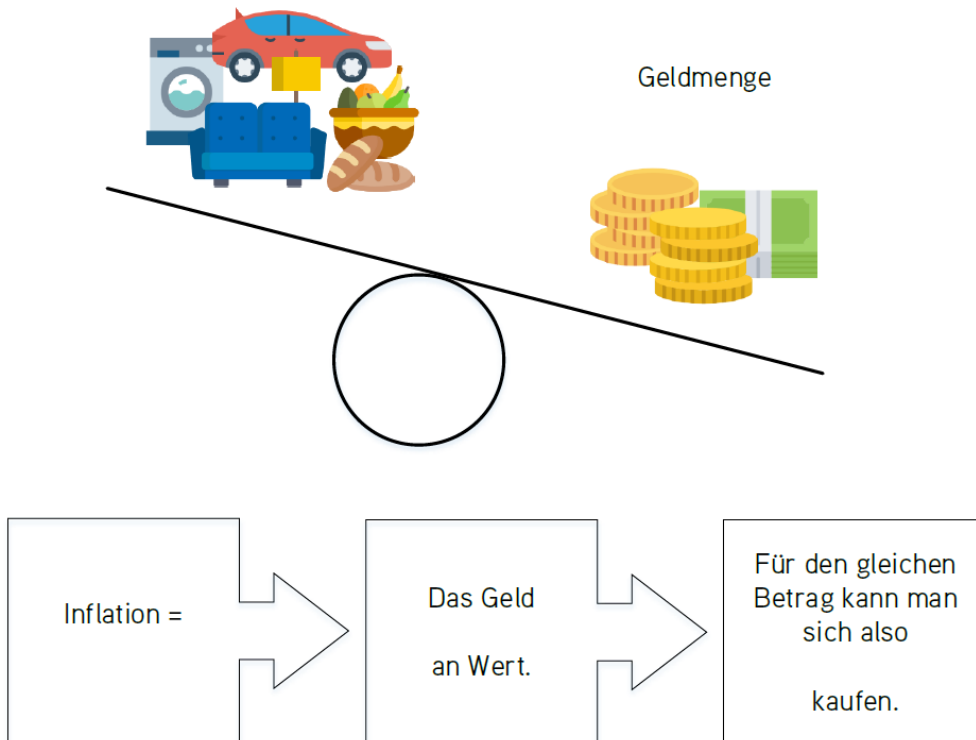 Geldmenge
Inflation =
Das Geld
an Wert.
Für den gleichen
Betrag kann man
sich also
kaufen.